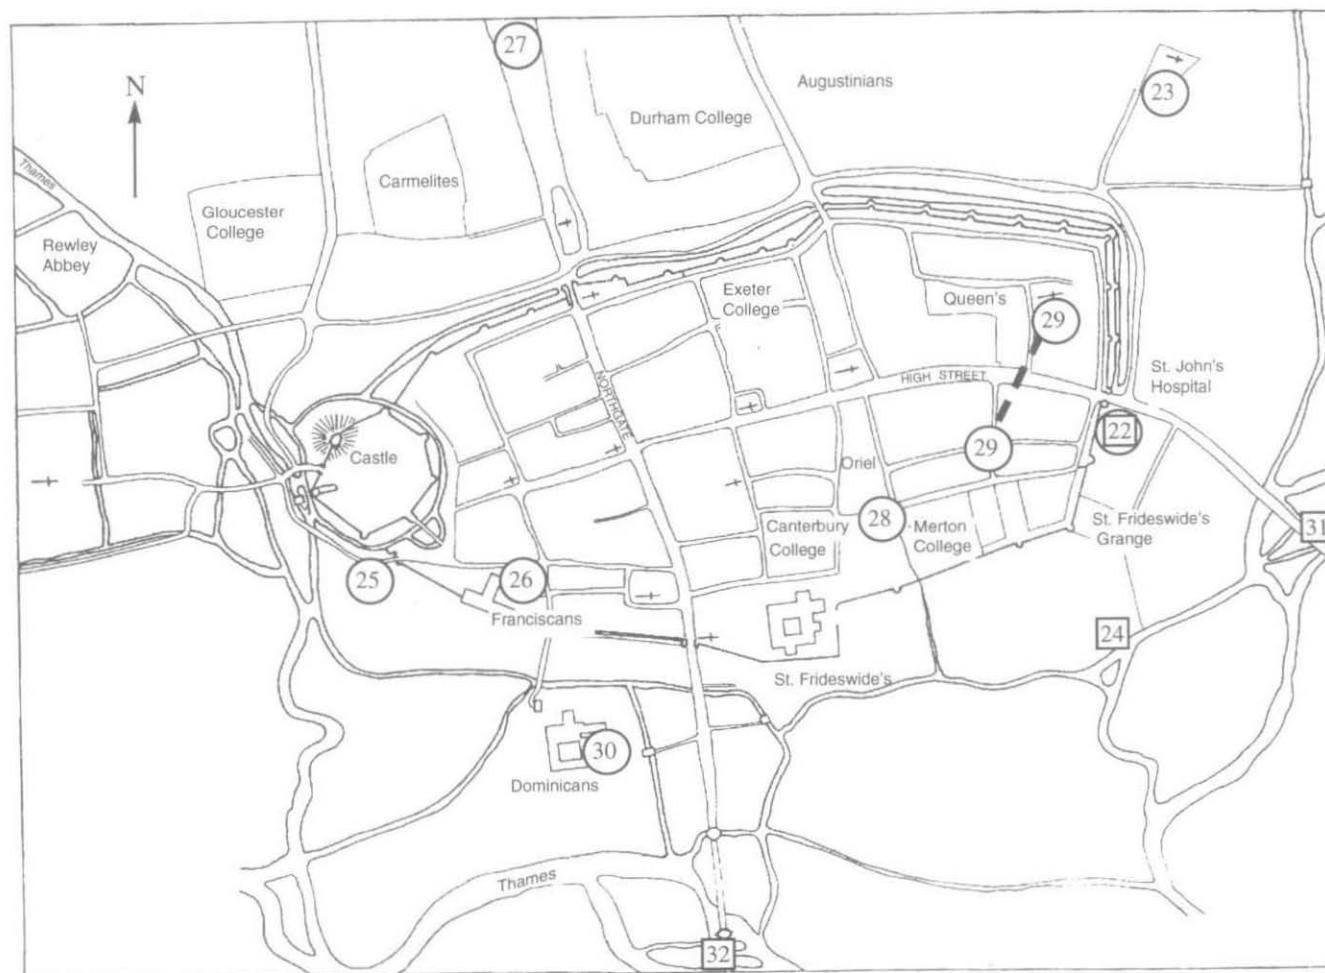 27
Augustinians
23
N
Durham College
Thames
Carmelites
Gloucester
College
Rewley
Abbey
Exeter
College
Queen's
29
St. John's
Hospital
HIGH STREET
NORTHGATE
22
Castle
29
Oriel
28
Canterbury
College
Merton
College
St. Frideswide's
Grange
31
25
26
Franciscans
24
St. Frideswide's
30
Dominicans
Thames
32